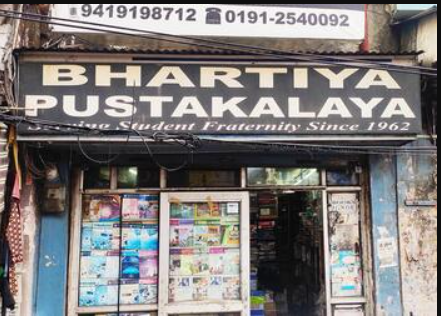 9419198712 ☎0191-2540092
BHARTIYA
PUSTAKALAYA
Serving Student Fraternity Since 1962